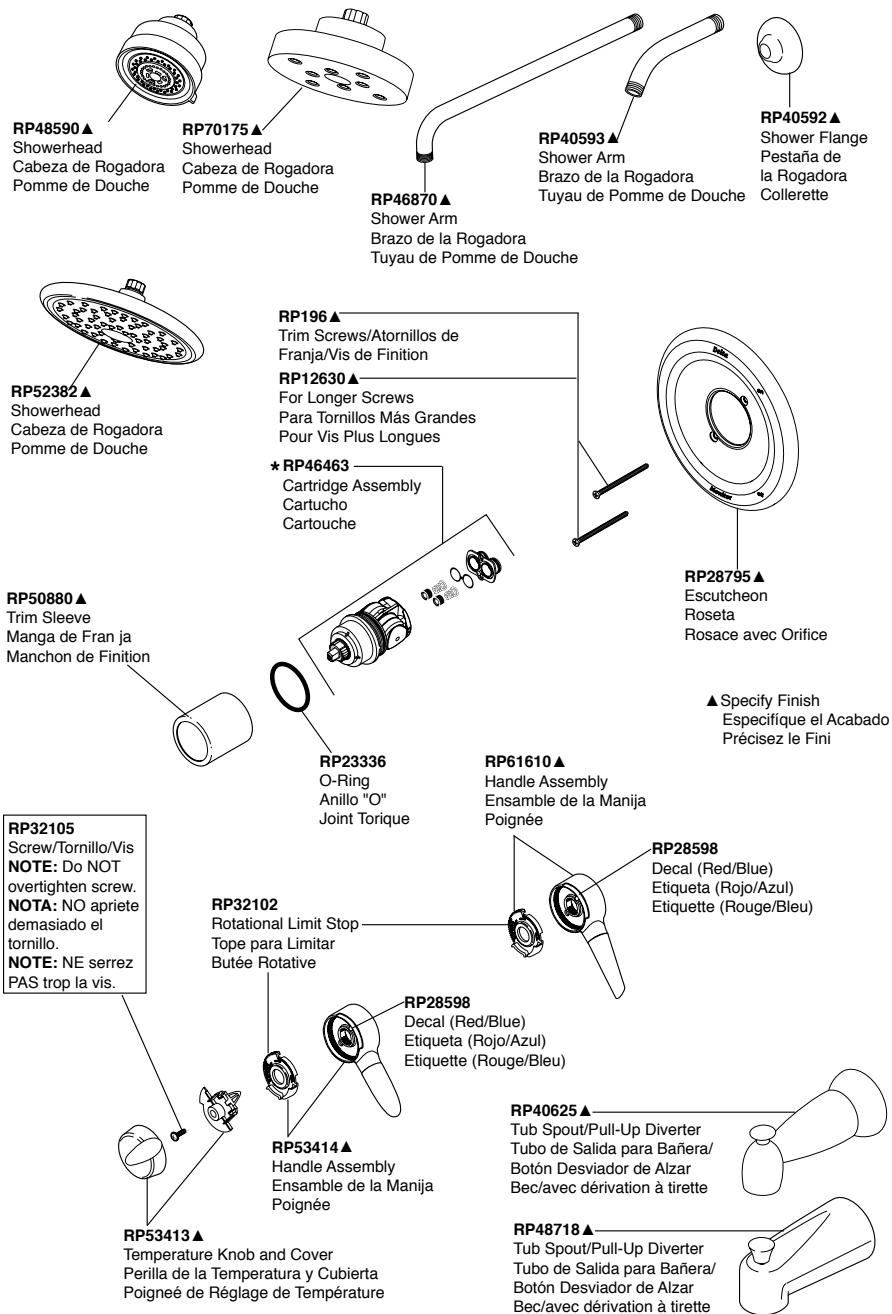 RP48590▲
Showerhead
Cabeza de Rogadora
Pomme de Douche
RP70175▲
Showerhead
Cabeza de Rogadora
Pomme de Douche
RP46870▲
Shower Arm
Brazo de la Rogadora
Tuyau de Pomme de Douche
RP40593▲
Shower Arm
Brazo de la Rogadora
Tuyau de Pomme de Douche
RP40592▲
Shower Flange
Pestaña de
la Rogadora
Collerette
RP52382▲
Showerhead
Cabeza de Rogadora
Pomme de Douche
RP196▲
Trim Screws/Atornillos de
Franja/Vis de Finition
RP12630▲
For Longer Screws
Para Tornillos Más Grandes
Pour Vis Plus Longues
*RP46463
Cartridge Assembly
Cartucho
Cartouche
Delta
Monitor
RP28795▲
Escutcheon
Roseta
Rosace avec Orifice
RP50880▲
Trim Sleeve
Manga de Fran ja
Manchon de Finition
▲Specify Finish
Especifíque el Acabado
Précisez le Fini
RP23336
O-Ring
Anillo "O"
Joint Torique
RP61610▲
Handle Assembly
Ensamble de la Manija
Poignée
RP32105
Screw/Tornillo/Vis
NOTE: Do NOT
overtighten screw.
NOTA: NO apriete
demasiado el
tornillo.
NOTE: NE serrez
PAS trop la vis.
RP28598
Decal (Red/Blue)
Etiqueta (Rojo/Azul)
Etiquette (Rouge/Bleu)
RP32102
Rotational Limit Stop
Tope para Limitar
Butée Rotative
RP28598
Decal (Red/Blue)
Etiqueta (Rojo/Azul)
Etiquette (Rouge/Bleu)
RP53414▲
Handle Assembly
Ensamble de la Manija
Poignée
RP53413▲
Temperature Knob and Cover
Perilla de la Temperatura y Cubierta
Poigneé de Réglage de Température
RP40625▲
Tub Spout/Pull-Up Diverter
Tubo de Salida para Bañera/
Botón Desviador de Alzar
Bec/avec dérivation à tirette
RP48718▲
Tub Spout/Pull-Up Diverter
Tubo de Salida para Bañera/
Botón Desviador de Alzar
Bec/avec dérivation à tirette